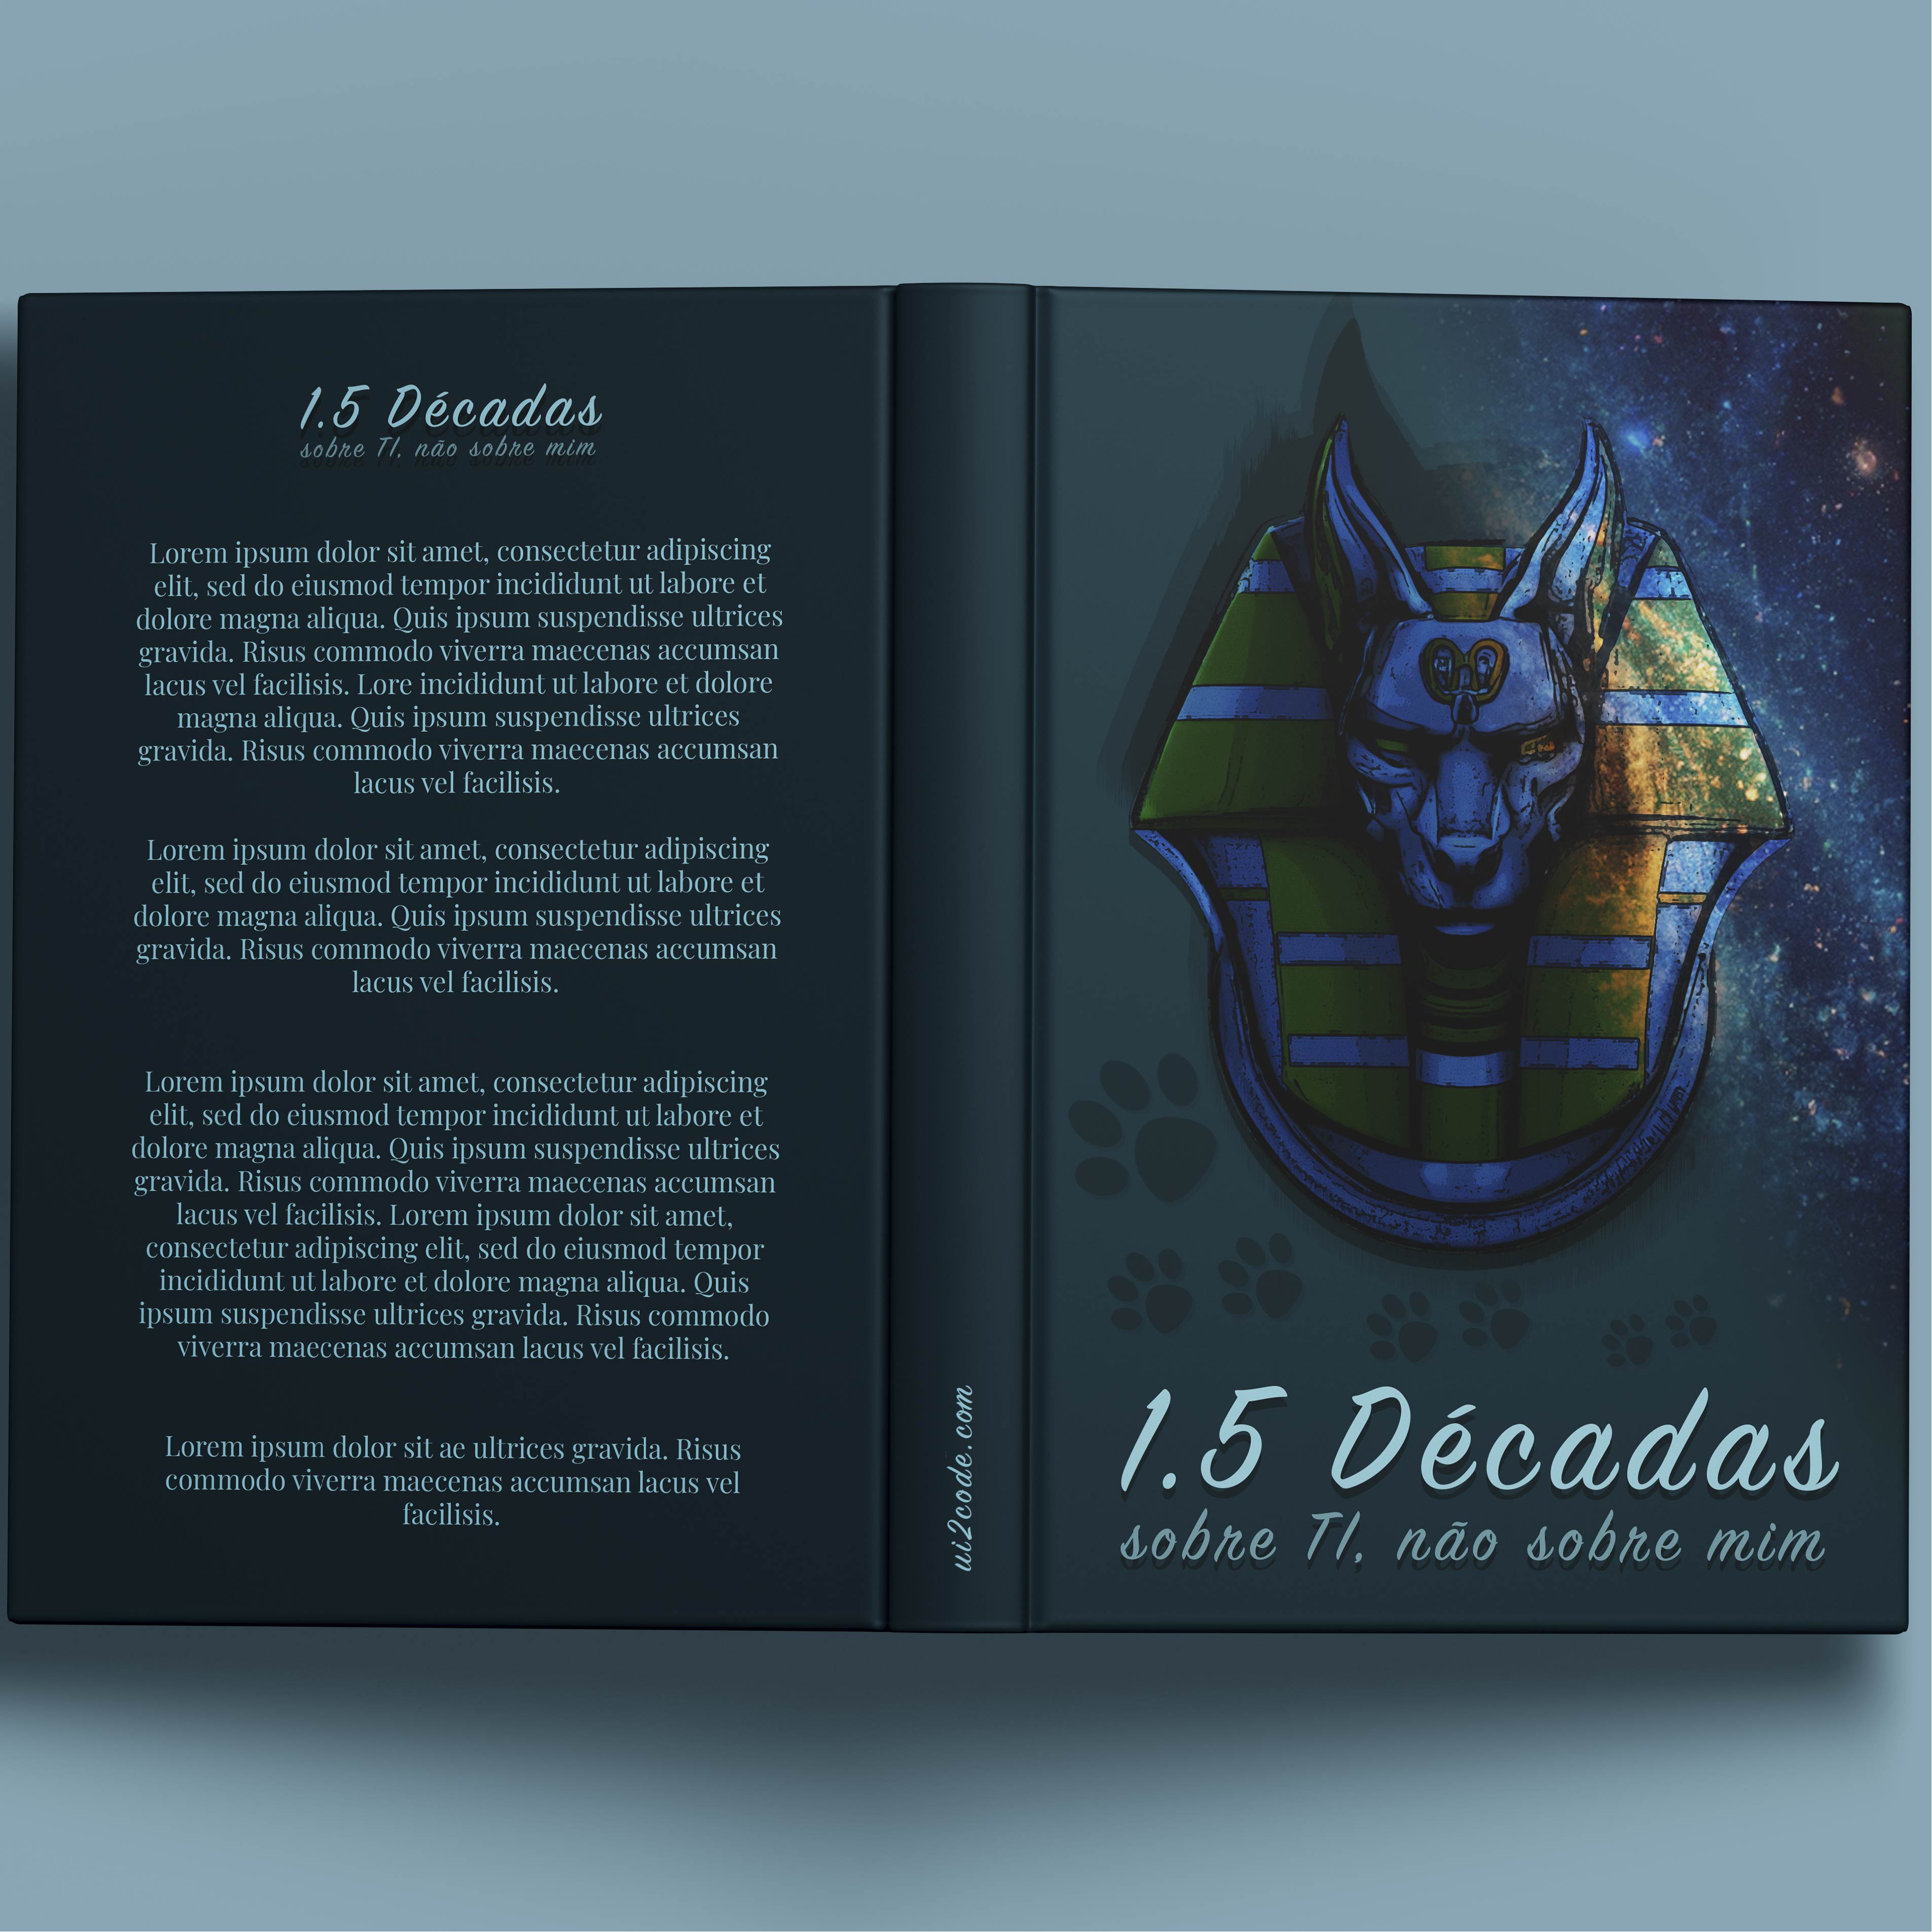 1.5 Décadas
sobre TI, não sobre mim
Lorem ipsum dolor sit amet, consectetur adipiscing
elit, sed do eiusmod tempor incididunt ut labore et
dolore magna aliqua. Quis ipsum suspendisse ultrices
gravida. Risus commodo viverra maecenas accumsan
lacus vel facilisis. Lore incididunt ut labore et dolore
magna aliqua. Quis ipsum suspendisse ultrices
gravida. Risus commodo viverra maecenas accumsan
lacus vel facilisis.
Lorem ipsum dolor sit amet, consectetur adipiscing
elit, sed do eiusmod tempor incididunt ut labore et
dolore magna aliqua. Quis ipsum suspendisse ultrices
gravida. Risus commodo viverra maecenas accumsan
lacus vel facilisis.
Lorem ipsum dolor sit amet, consectetur adipiscing
elit, sed do eiusmod tempor incididunt ut labore et
dolore magna aliqua. Quis ipsum suspendisse ultrices
gravida. Risus commodo viverra maecenas accumsan
lacus vel facilisis. Lorem ipsum dolor sit amet,
consectetur adipiscing elit, sed do eiusmod tempor
incididunt ut labore et dolore magna aliqua. Quis
ipsum suspendisse ultrices gravida. Risus commodo
viverra maecenas accumsan lacus vel facilisis.
Lorem ipsum dolor sit ae ultrices gravida. Risus
commodo viverra maecenas accumsan lacus vel
facilisis.
ui2code.com
1.5 Décadas
sobre TI, não sobre mim